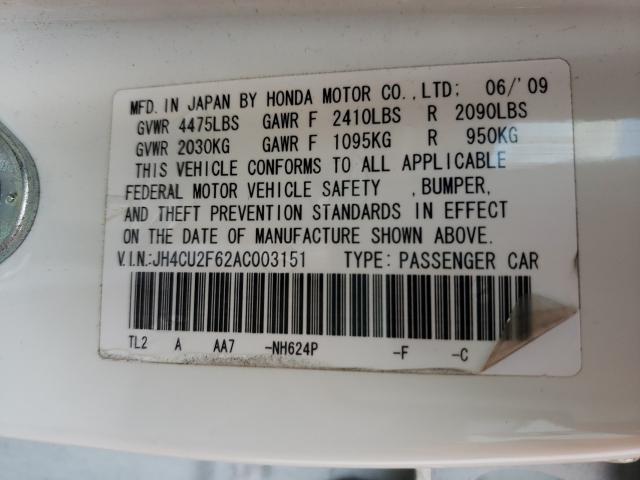 MFD. IN JAPAN BY HONDA MOTOR CO., LTD: 06/'09
GVWR 4475LBS GAWR F 2410LBS R 2090LBS
GVWR 2030KG GAWR F 1095KG R 950KG
THIS VEHICLE CONFORMS TO ALL APPLICABLE
FEDERAL MOTOR VEHICLE SAFETY , BUMPER,
AND THEFT PREVENTION STANDARDS IN EFFECT
ON THE DATE OF MANUFACTURE SHOWN ABOVE.
V.I.N.:JH4CU2F62AC003151 TYPE: PASSENGER CAR
TL2 A AA7 -NH624P -F -C